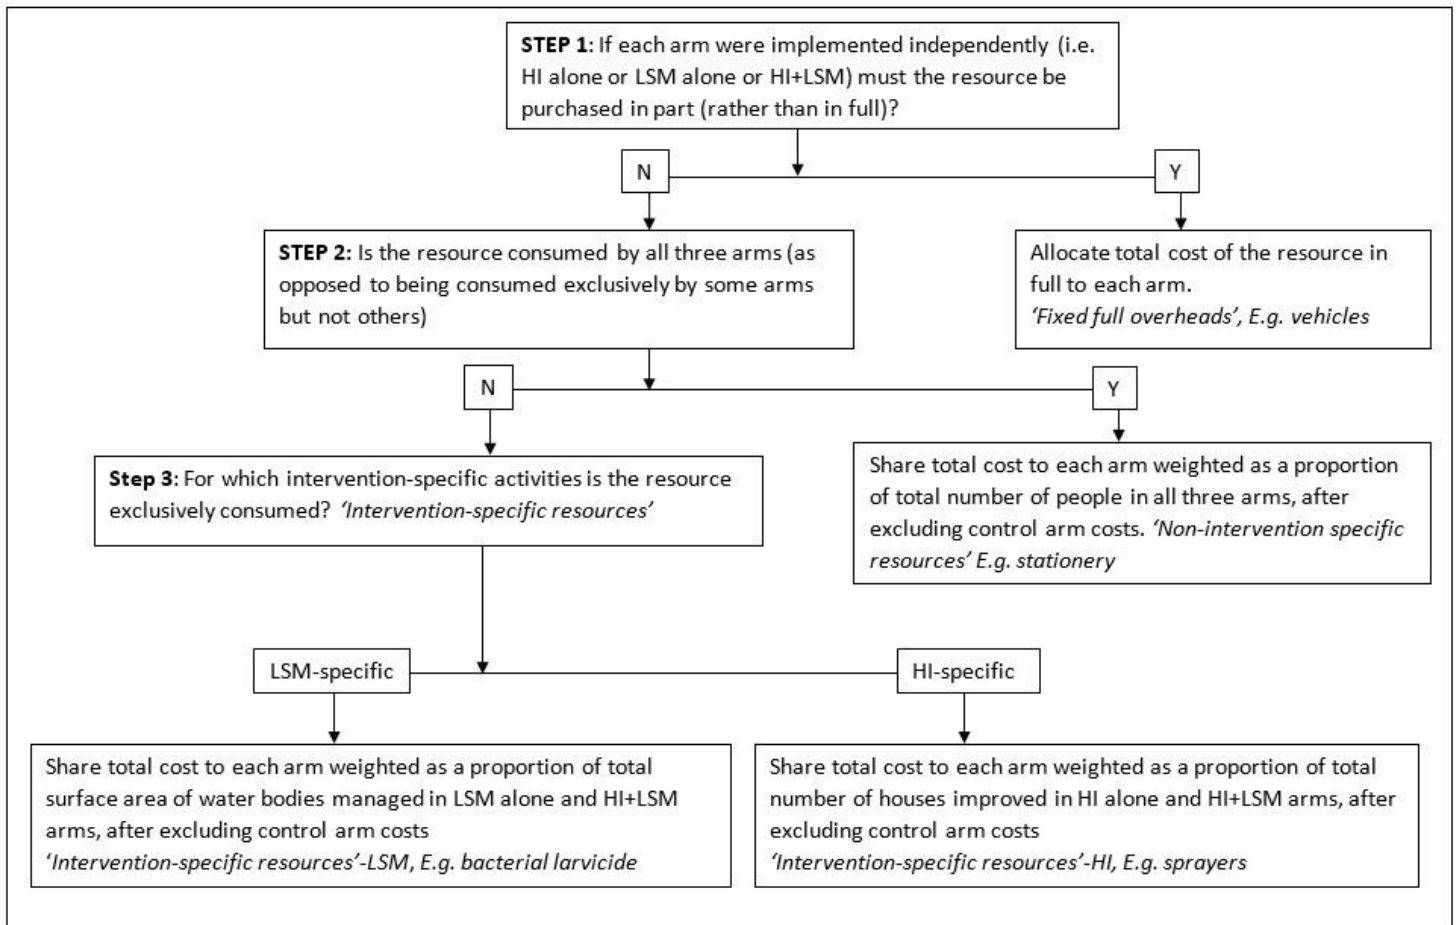 STEP 1: If each arm were implemented independently (i.e.
HI alone or LSM alone or HI+LSM) must the resource be
purchased in part (rather than in full)?
N
Y
STEP 2: Is the resource consumed by all three arms (as
opposed to being consumed exclusively by some arms
but not others)
Allocate total cost of the resource in
full to each arm.
‘Fixed full overheads’, E.g. vehicles
N
Y
Step 3: For which intervention-specific activities is the resource
exclusively consumed? ‘Intervention-specific resources’
Share total cost to each arm weighted as a proportion
of total number of people in all three arms, after
excluding control arm costs. ‘Non-intervention specific
resources’ E.g. stationery
LSM-specific
HI-specific
Share total cost to each arm weighted as a proportion of total
surface area of water bodies managed in LSM alone and HI+LSM
arms, after excluding control arm costs
‘Intervention-specific resources’-LSM, E.g. bacterial larvicide
Share total cost to each arm weighted as a proportion of total
number of houses improved in HI alone and HI+LSM arms, after
excluding control arm costs
‘Intervention-specific resources’-HI, E.g. sprayers